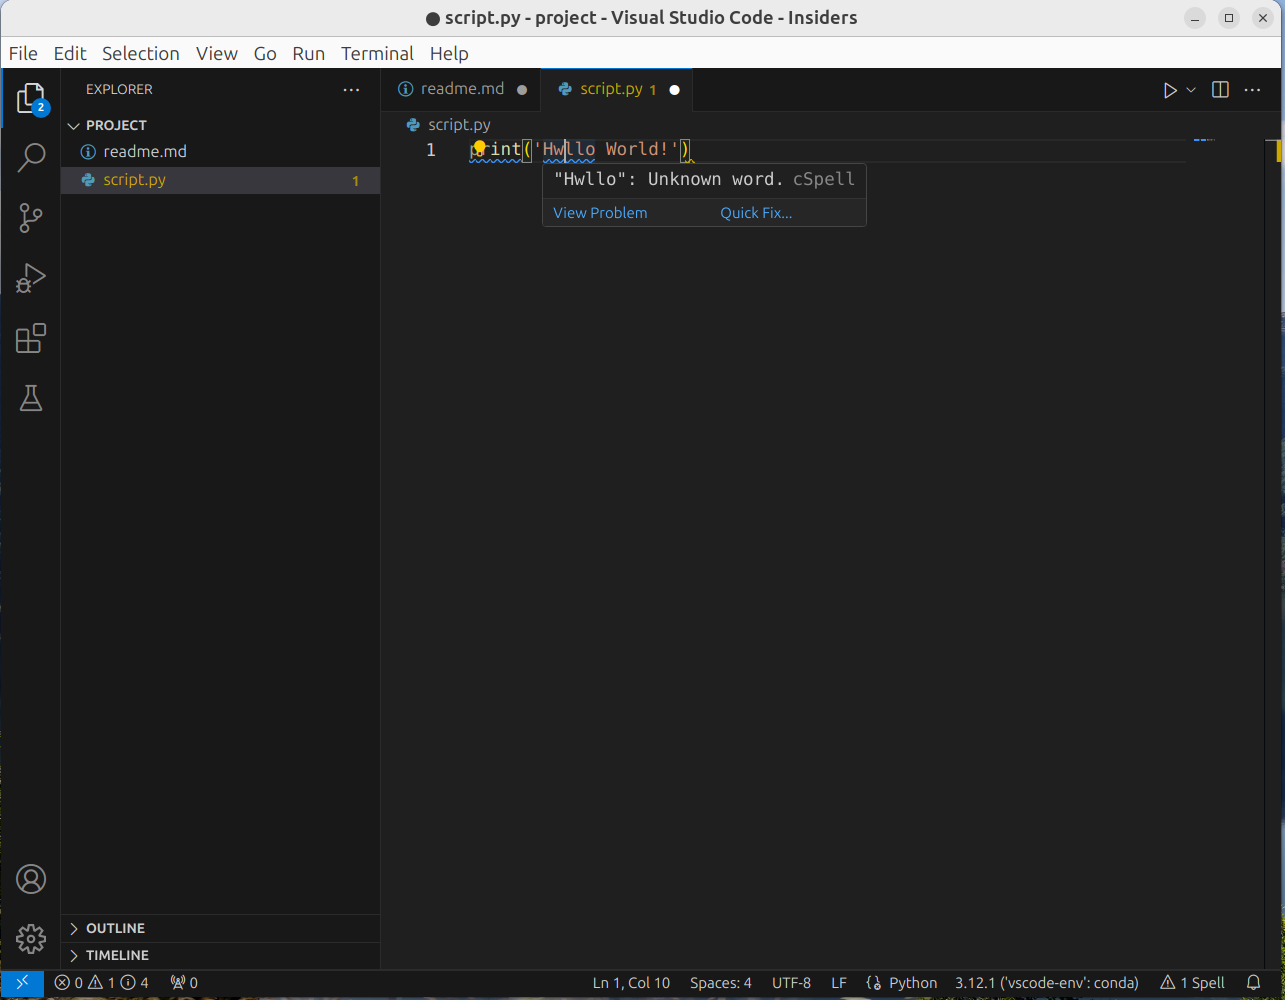 script.py - project - Visual Studio Code - Insiders
File Edit Selection View Go Run Terminal Help
EXPLORER
readme.md
script.py 1
2
PROJECT
readme.md
script.py 1
script.py
1 print('Hwllo World!')
"Hwllo": Unknown word. cSpell
View Problem Quick Fix...
OUTLINE
TIMELINE
0 1 4 0 Ln 1, Col 10 Spaces: 4 UTF-8 LF Python 3.12.1 ('vscode-env': conda) 1 Spell